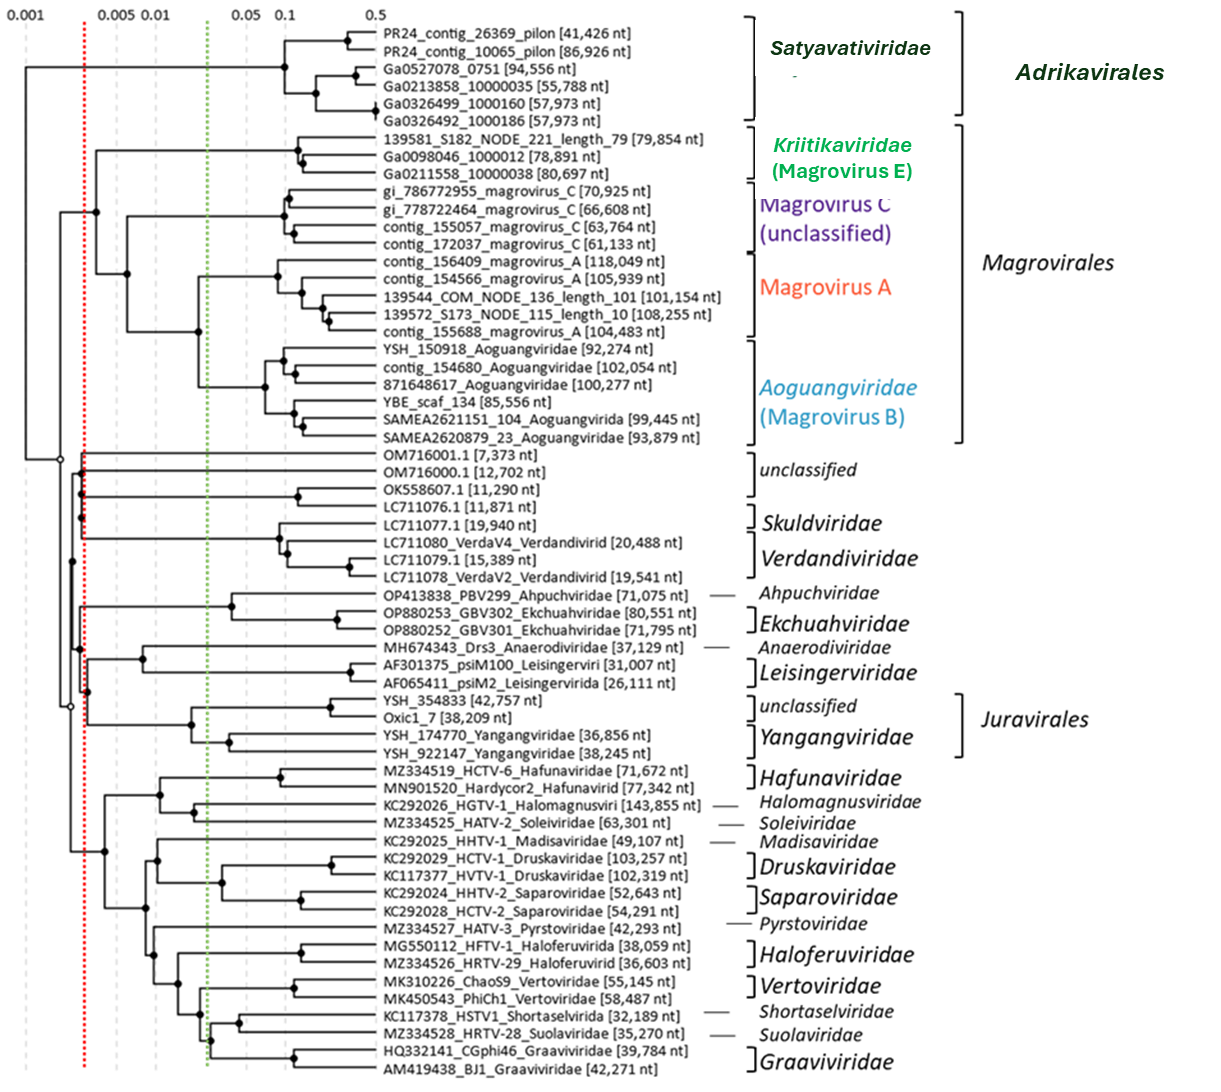 0.001 0.005 0.01 0.05 0.1 0.5
PR24_contig_26369_pilon [41,426 nt]
PR24_contig_10065_pilon [86,926 nt]
Ga0527078_0751 [94,556 nt]
Ga0213858_10000035 [55,788 nt]
Ga0326499_1000160 [57,973 nt]
Ga0326492_1000186 [57,973 nt]
Satyavativiridae
Adrikavirales
139581_S182_NODE_221_length_79 [79,854 nt]
Ga0098046_1000012 [78,891 nt]
Ga0211558_10000038 [80,697 nt]
Kriitikaviridae
(Magrovirus E)
gi_786772955_magrovirus_C [70,925 nt]
gi_778722464_magrovirus_C [66,608 nt]
contig_155057_magrovirus_C [63,764 nt]
contig_172037_magrovirus_C [61,133 nt]
Magrovirus C
(unclassified)
contig_156409_magrovirus_A [118,049 nt]
contig_154566_magrovirus_A [105,939 nt]
139544_COM_NODE_136_length_101 [101,154 nt]
139572_S173_NODE_115_length_10 [108,255 nt]
contig_155688_magrovirus_A [104,483 nt]
Magrovirus A
Magrovirales
YSH_150918_Aoguangviridae [92,274 nt]
contig_154680_Aoguangviridae [102,054 nt]
871648617_Aoguangviridae [100,277 nt]
YBE_scaf_134 [85,556 nt]
SAMEA2621151_104_Aoguangvirida [99,445 nt]
SAMEA2620879_23_Aoguangviridae [93,879 nt]
Aoguangviridae
(Magrovirus B)
OM716001.1 [7,373 nt]
OM716000.1 [12,702 nt]
OK558607.1 [11,290 nt]
unclassified
LC711076.1 [11,871 nt]
LC711077.1 [19,940 nt]
Skuldviridae
LC711080_VerdaV4_Verdandivirid [20,488 nt]
LC711079.1 [15,389 nt]
LC711078_VerdaV2_Verdandivirid [19,541 nt]
Verdandiviridae
OP413838_PBV299_Ahpuchviridae [71,075 nt]
Ahpuchviridae
OP880253_GBV302_Ekchuahviridae [80,551 nt]
OP880252_GBV301_Ekchuahviridae [71,795 nt]
Ekchuahviridae
MH674343_Drs3_Anaerodiviridae [37,129 nt]
Anaerodiviridae
AF301375_psiM100_Leisingerviri [31,007 nt]
AF065411_psiM2_Leisingervirida [26,111 nt]
Leisingerviridae
YSH_354833 [42,757 nt]
Oxic1_7 [38,209 nt]
unclassified
Juravirales
YSH_174770_Yangangviridae [36,856 nt]
YSH_922147_Yangangviridae [38,245 nt]
Yangangviridae
MZ334519_HCTV-6_Hafunaviridae [71,672 nt]
MN901520_Hardycor2_Hafunavirid [77,342 nt]
Hafunaviridae
KC292026_HGTV-1_Halomagnusviri [143,855 nt]
Halomagnusviridae
MZ334525_HATV-2_Soleiviridae [63,301 nt]
Soleiviridae
KC292025_HHTV-1_Madisaviridae [49,107 nt]
Madisaviridae
KC292029_HCTV-1_Druskaviridae [103,257 nt]
KC117377_HVTV-1_Druskaviridae [102,319 nt]
Druskaviridae
KC292024_HHTV-2_Saparoviridae [52,643 nt]
KC292028_HCTV-2_Saparoviridae [54,291 nt]
Saparoviridae
MZ334527_HATV-3_Pyrstoviridae [42,293 nt]
Pyrstoviridae
MG550112_HFTV-1_Haloferuvirida [38,059 nt]
MZ334526_HRTV-29_Haloferuvirid [36,603 nt]
Haloferuviridae
MK310226_ChaoS9_Vertoviridae [55,145 nt]
MK450543_PhiCh1_Vertoviridae [58,487 nt]
Vertoviridae
KC117378_HSTV1_Shortaselvirida [32,189 nt]
Shortaselviridae
MZ334528_HRTV-28_Suolaviridae [35,270 nt]
Suolaviridae
HQ332141_CGphi46_Graaviviridae [39,784 nt]
AM419438_BJ1_Graaviviridae [42,271 nt]
Graaviviridae